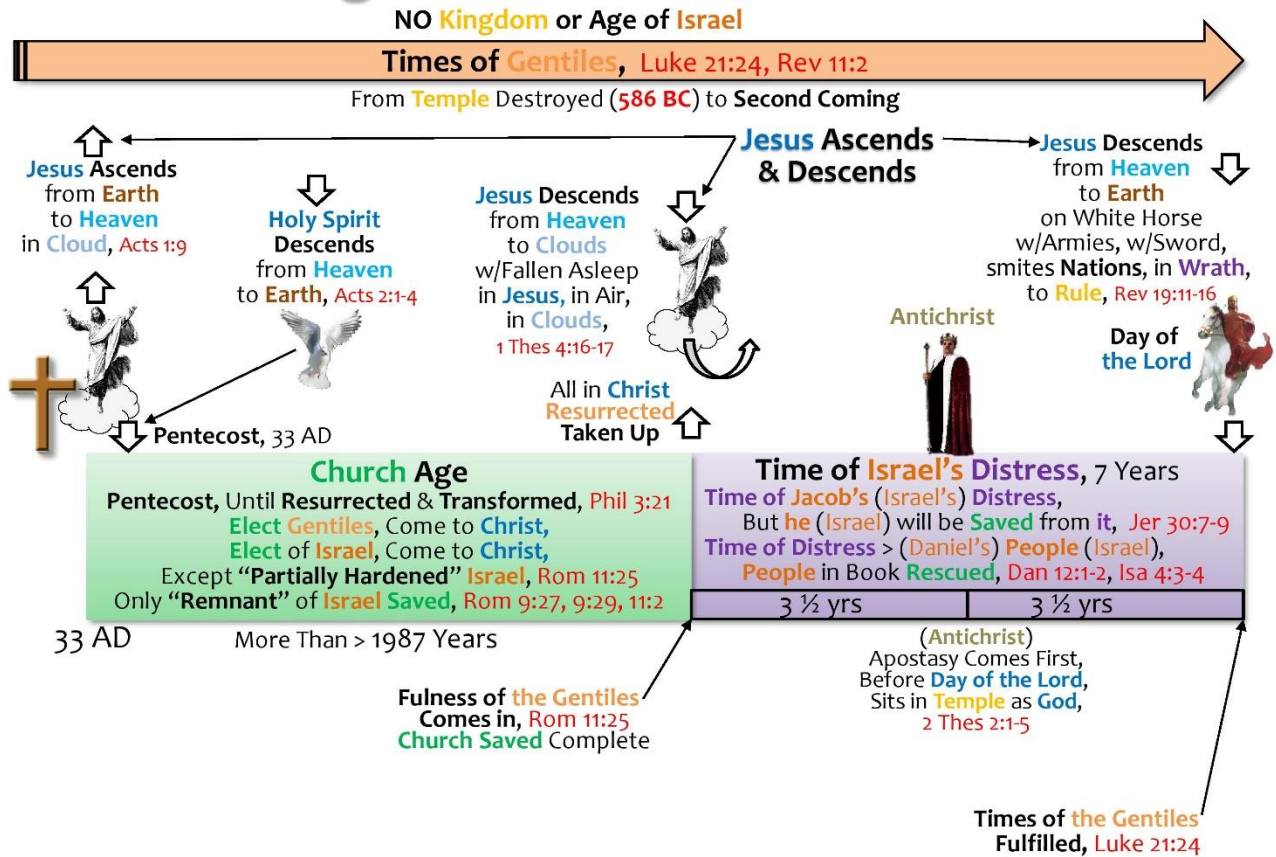 NO Kingdom or Age of Israel
Times of Gentiles, Luke 21:24, Rev 11:2
From Temple Destroyed (586 BC) to Second Coming
Jesus Ascends
& Descends
Jesus Ascends
from Earth
to Heaven
in Cloud, Acts 1:9
Holy Spirit
Descends
from Heaven
to Earth, Acts 2:1-4
Jesus Descends
from Heaven
to Clouds
w/Fallen Asleep
in Jesus, in Air,
in Clouds,
1 Thes 4:16-17
Jesus Descends
from Heaven
to Earth
on White Horse
w/Armies, w/Sword,
smites Nations, in Wrath,
to Rule, Rev 19:11-16
Antichrist
Day of
the Lord
All in Christ
Resurrected
Taken Up
Pentecost, 33 AD
Church Age
Pentecost, Until Resurrected & Transformed, Phil 3:21
Elect Gentiles, Come to Christ,
Elect of Israel, Come to Christ,
Except “Partially Hardened” Israel, Rom 11:25
Only “Remnant” of Israel Saved, Rom 9:27, 9:29, 11:2
Time of Israel’s Distress, 7 Years
Time of Jacob’s (Israel’s) Distress,
But he (Israel) will be Saved from it, Jer 30:7-9
Time of Distress > (Daniel’s) People (Israel),
People in Book Rescued, Dan 12:1-2, Isa 4:3-4
3 ½ yrs
3 ½ yrs
33 AD
More Than > 1987 Years
(Antichrist)
Apostasy Comes First,
Before Day of the Lord,
Sits in Temple as God,
2 Thes 2:1-5
Fulness of the Gentiles
Comes in, Rom 11:25
Church Saved Complete
Times of the Gentiles
Fulfilled, Luke 21:24